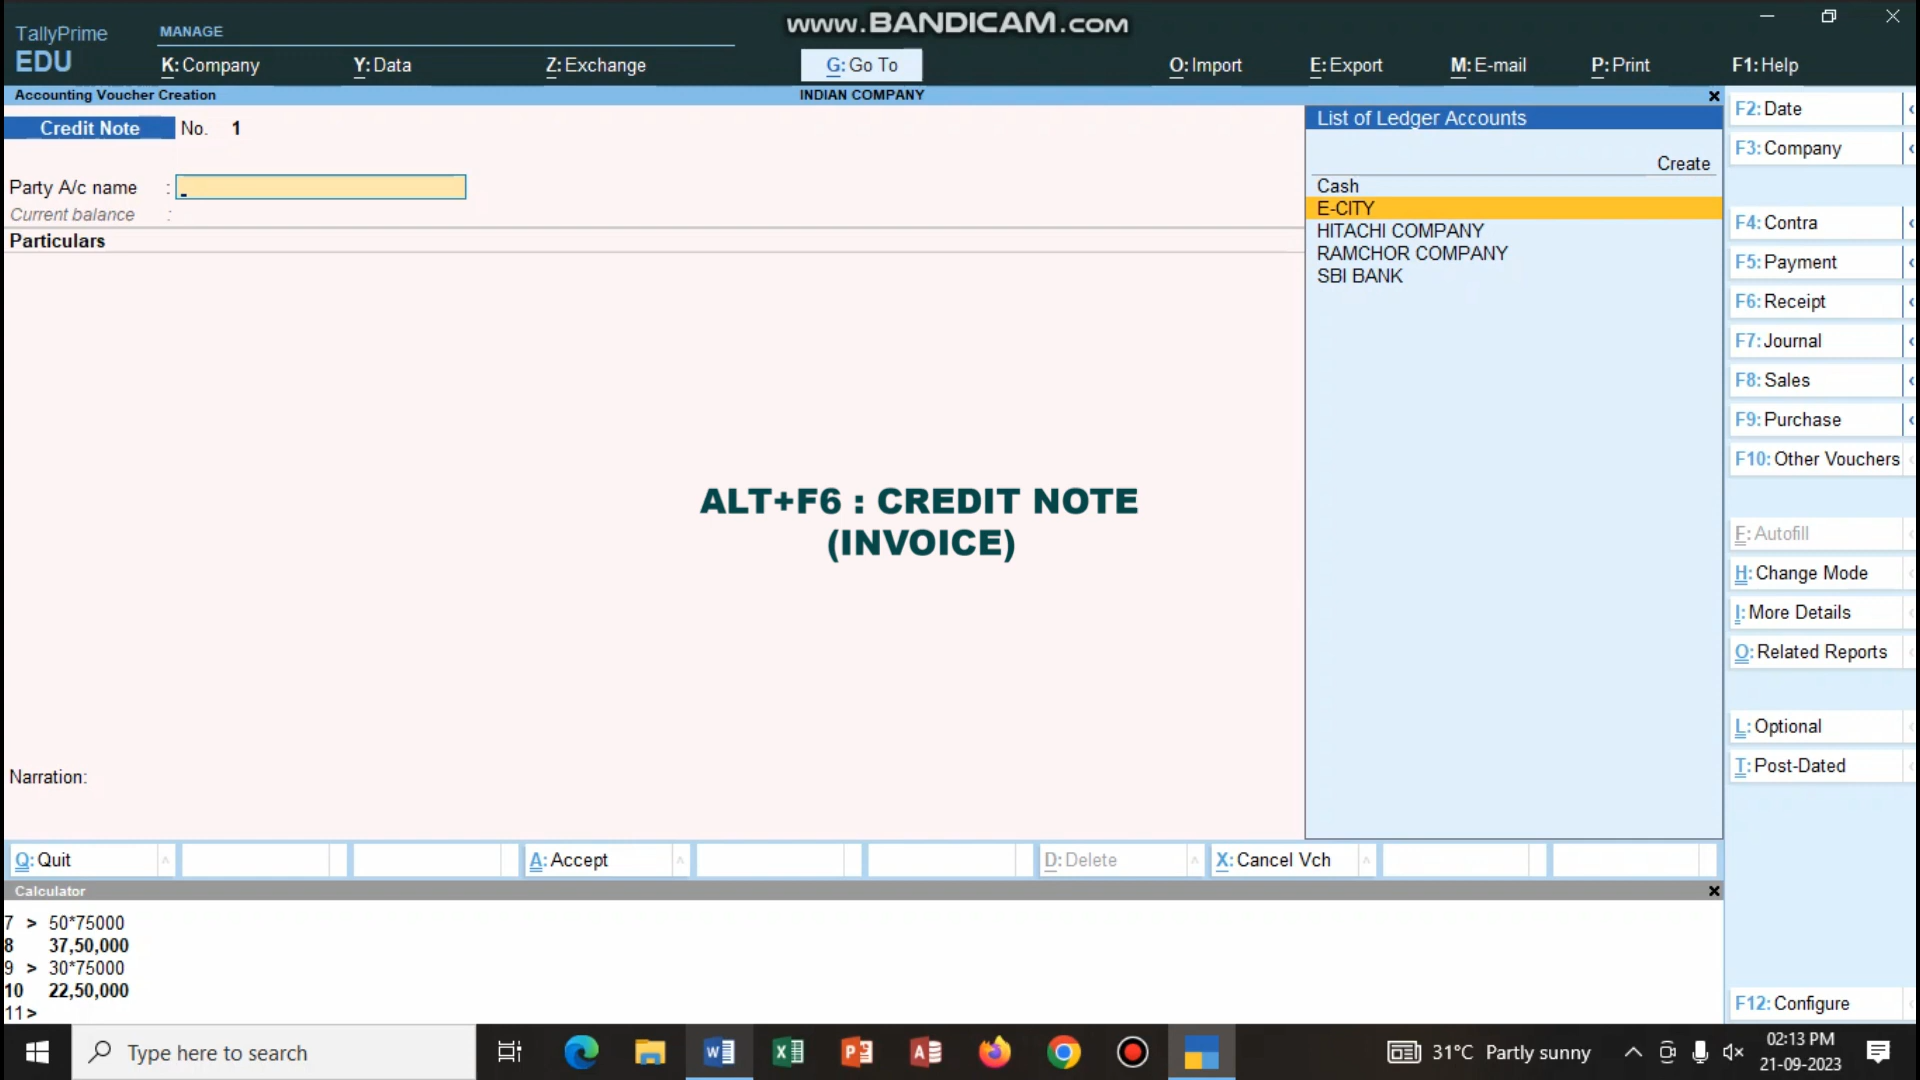 www.BANDICAM.com
TallyPrime
EDU
MANAGE
K: Company
Y: Data
Z: Exchange
G: Go To
O: Import
E: Export
M: E-mail
P: Print
F1: Help
Accounting Voucher Creation
INDIAN COMPANY
Credit Note No. 1
Party A/c name :
Current balance :
Particulars
List of Ledger Accounts
Create
Cash
E-CITY
HITACHI COMPANY
RAMCHOR COMPANY
SBI BANK
ALT+F6 : CREDIT NOTE
(INVOICE)
Narration:
F2: Date
F3: Company
F4: Contra
F5: Payment
F6: Receipt
F7: Journal
F8: Sales
F9: Purchase
F10: Other Vouchers
F: Autofill
H: Change Mode
I: More Details
O: Related Reports
L: Optional
T: Post-Dated
F12: Configure
Q: Quit
A: Accept
D: Delete
X: Cancel Vch
Calculator
7 > 50*75000
8 37,50,000
9 > 30*75000
10 22,50,000
11>
Type here to search
31°C Partly sunny
02:13 PM
21-09-2023